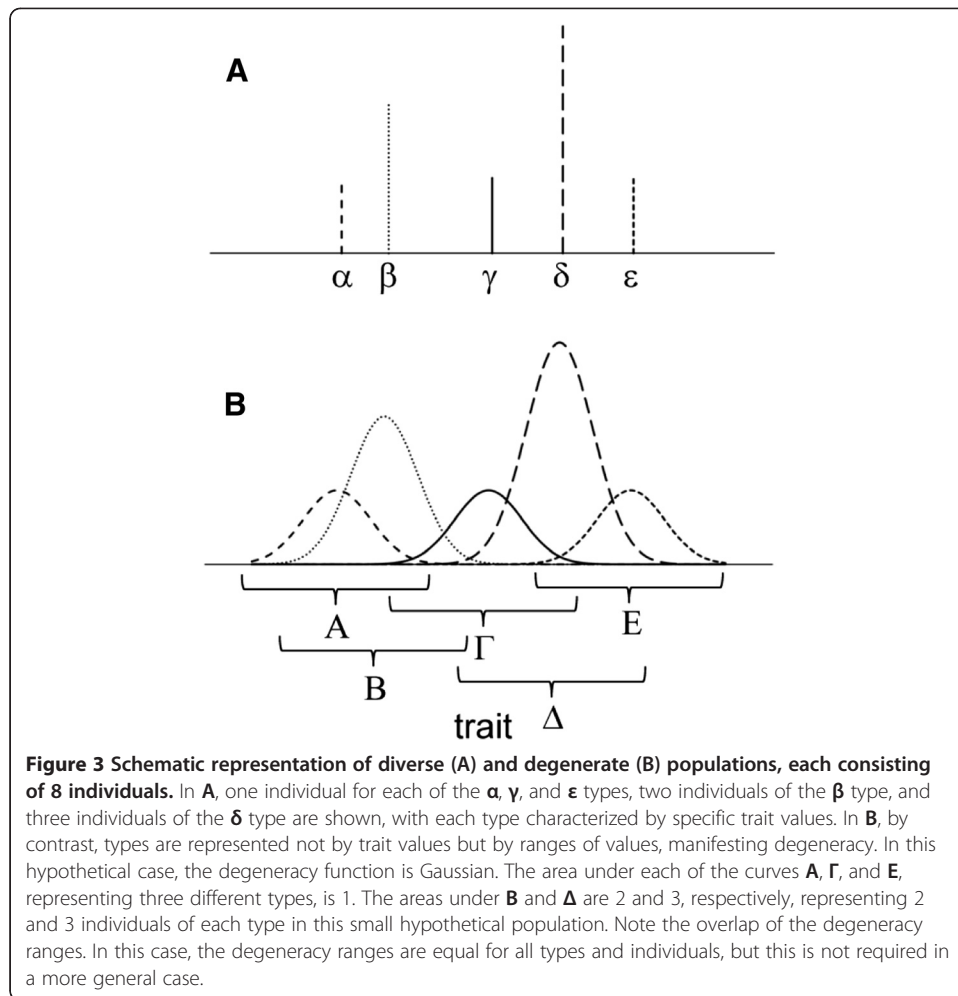 A
α β γ δ ε
B
A Γ E
B
Δ
trait
Figure 3 Schematic representation of diverse (A) and degenerate (B) populations, each consisting
of 8 individuals. In A, one individual for each of the α, γ, and ε types, two individuals of the β type, and
three individuals of the δ type are shown, with each type characterized by specific trait values. In B, by
contrast, types are represented not by trait values but by ranges of values, manifesting degeneracy. In this
hypothetical case, the degeneracy function is Gaussian. The area under each of the curves A, Γ, and E,
representing three different types, is 1. The areas under B and Δ are 2 and 3, respectively, representing 2
and 3 individuals of each type in this small hypothetical population. Note the overlap of the degeneracy
ranges. In this case, the degeneracy ranges are equal for all types and individuals, but this is not required in
a more general case.